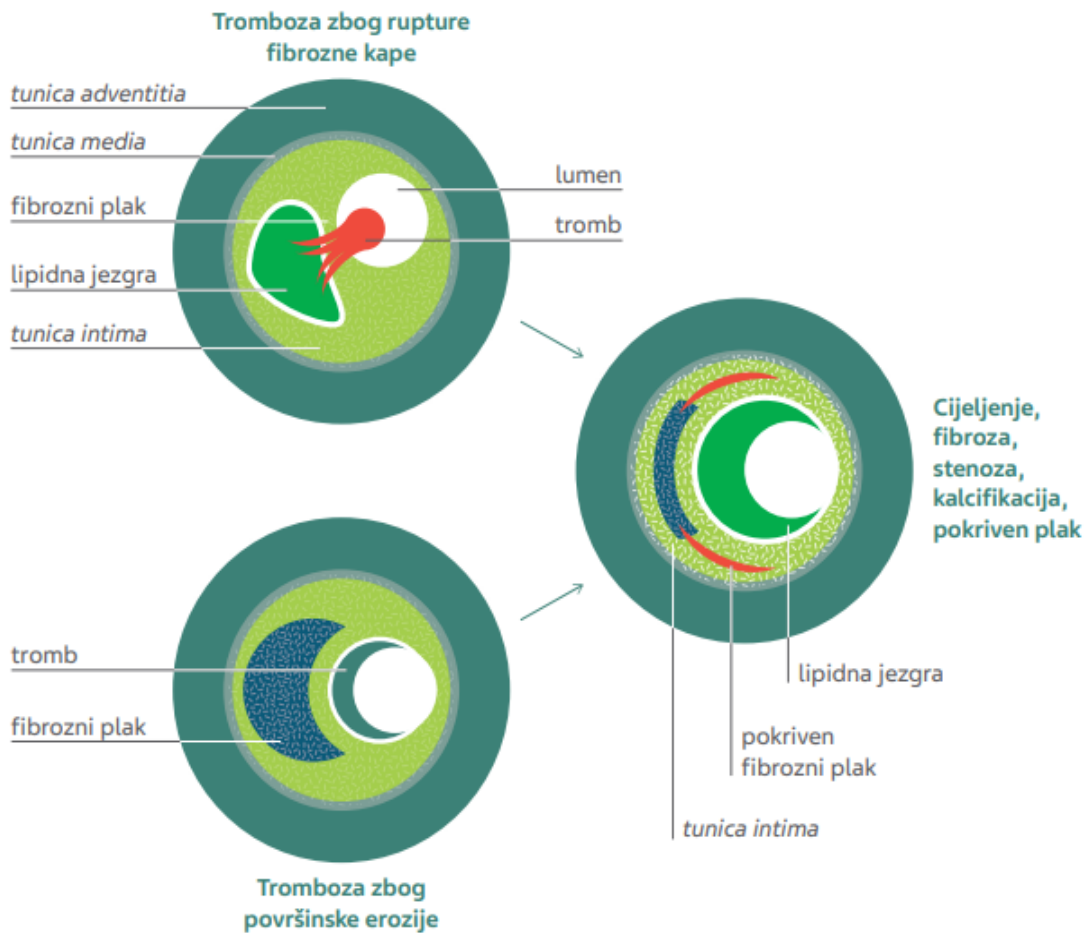 Tromboza zbog rupture
fibrozne kape
tunica adventitia
tunica media
fibrozni plak
lipidna jezgra
tunica intima
lumen
tromb
Cijeljenje,
fibroza,
stenoza,
kalcifikacija,
pokriven plak
lipidna jezgra
pokriven
fibrozni plak
tunica intima
tromb
fibrozni plak
Tromboza zbog
površinske erozije